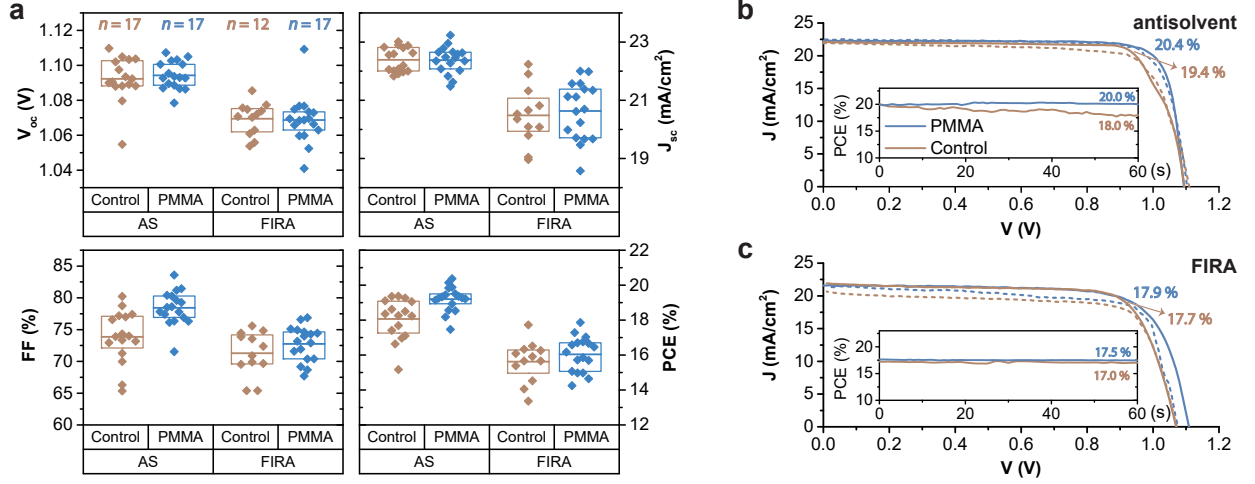 a
n = 17
n = 17
n = 12
n = 17
Voc (V)
1.12
1.10
1.08
1.06
1.04
Jsc (mA/cm²)
23
21
19
Control
PMMA
Control
PMMA
AS
FIRA
Control
PMMA
Control
PMMA
AS
FIRA
FF (%)
85
80
75
70
65
60
PCE (%)
22
20
18
16
14
12
Control
PMMA
Control
PMMA
AS
FIRA
Control
PMMA
Control
PMMA
AS
FIRA
b
antisolvent
J (mA/cm²)
25
20
15
10
5
0
20.4 %
19.4 %
PCE (%)
20
15
10
20.0 %
18.0 %
PMMA
Control
0
20
40
60
(s)
0.0
0.2
0.4
0.6
0.8
1.0
1.2
V (V)
c
FIRA
J (mA/cm²)
25
20
15
10
5
0
17.9 %
17.7 %
PCE (%)
20
15
10
17.5 %
17.0 %
0
20
40
60
(s)
0.0
0.2
0.4
0.6
0.8
1.0
1.2
V (V)